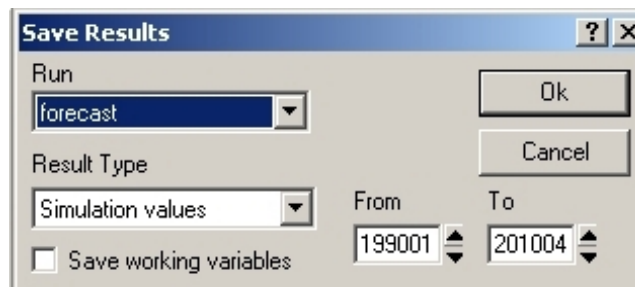 Save Results
Run
forecast
Ok
Cancel
Result Type
Simulation values
From
To
199001
201004
Save working variables